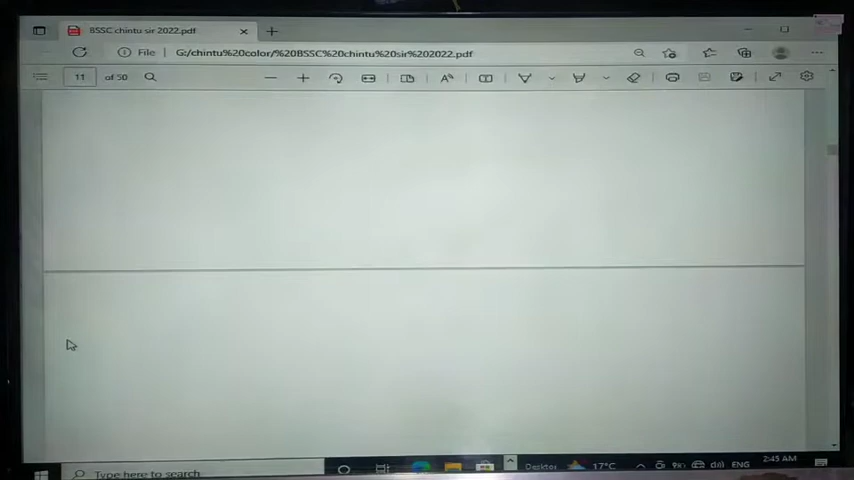 BSSC chintu sir 2022.pdf
File G:/chintu%20color/%20BSSC%20chintu%20sir%202022.pdf
11 of 50
Type here to search
Desktop 17°C ENG 2:45 AM